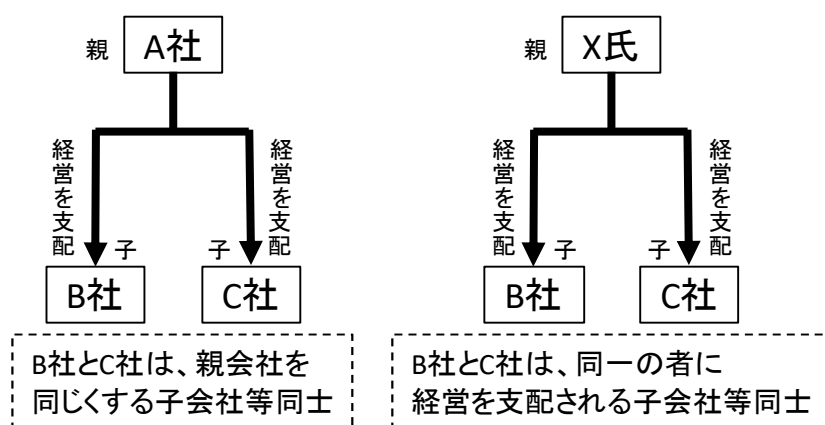 親
A社
経営を支配
経営を支配
子
子
B社
C社
B社とC社は、親会社を
同じくする子会社等同士
親
X氏
経営を支配
経営を支配
子
子
B社
C社
B社とC社は、同一の者に
経営を支配される子会社等同士